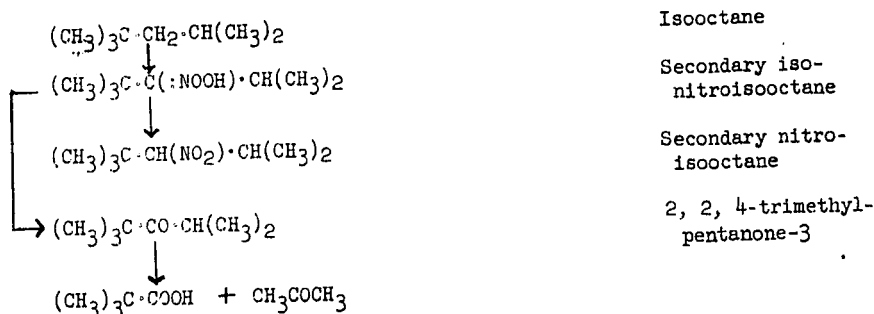 (CH3)3C·CH2·CH(CH3)2 Isooctane
(CH3)3C·C(:NOOH)·CH(CH3)2 Secondary iso-
nitroisooctane
(CH3)3C·CH(NO2)·CH(CH3)2 Secondary nitro-
isooctane
(CH3)3C·CO·CH(CH3)2 2, 2, 4-trimethyl-
pentanone-3
(CH3)3C·COOH + CH3COCH3